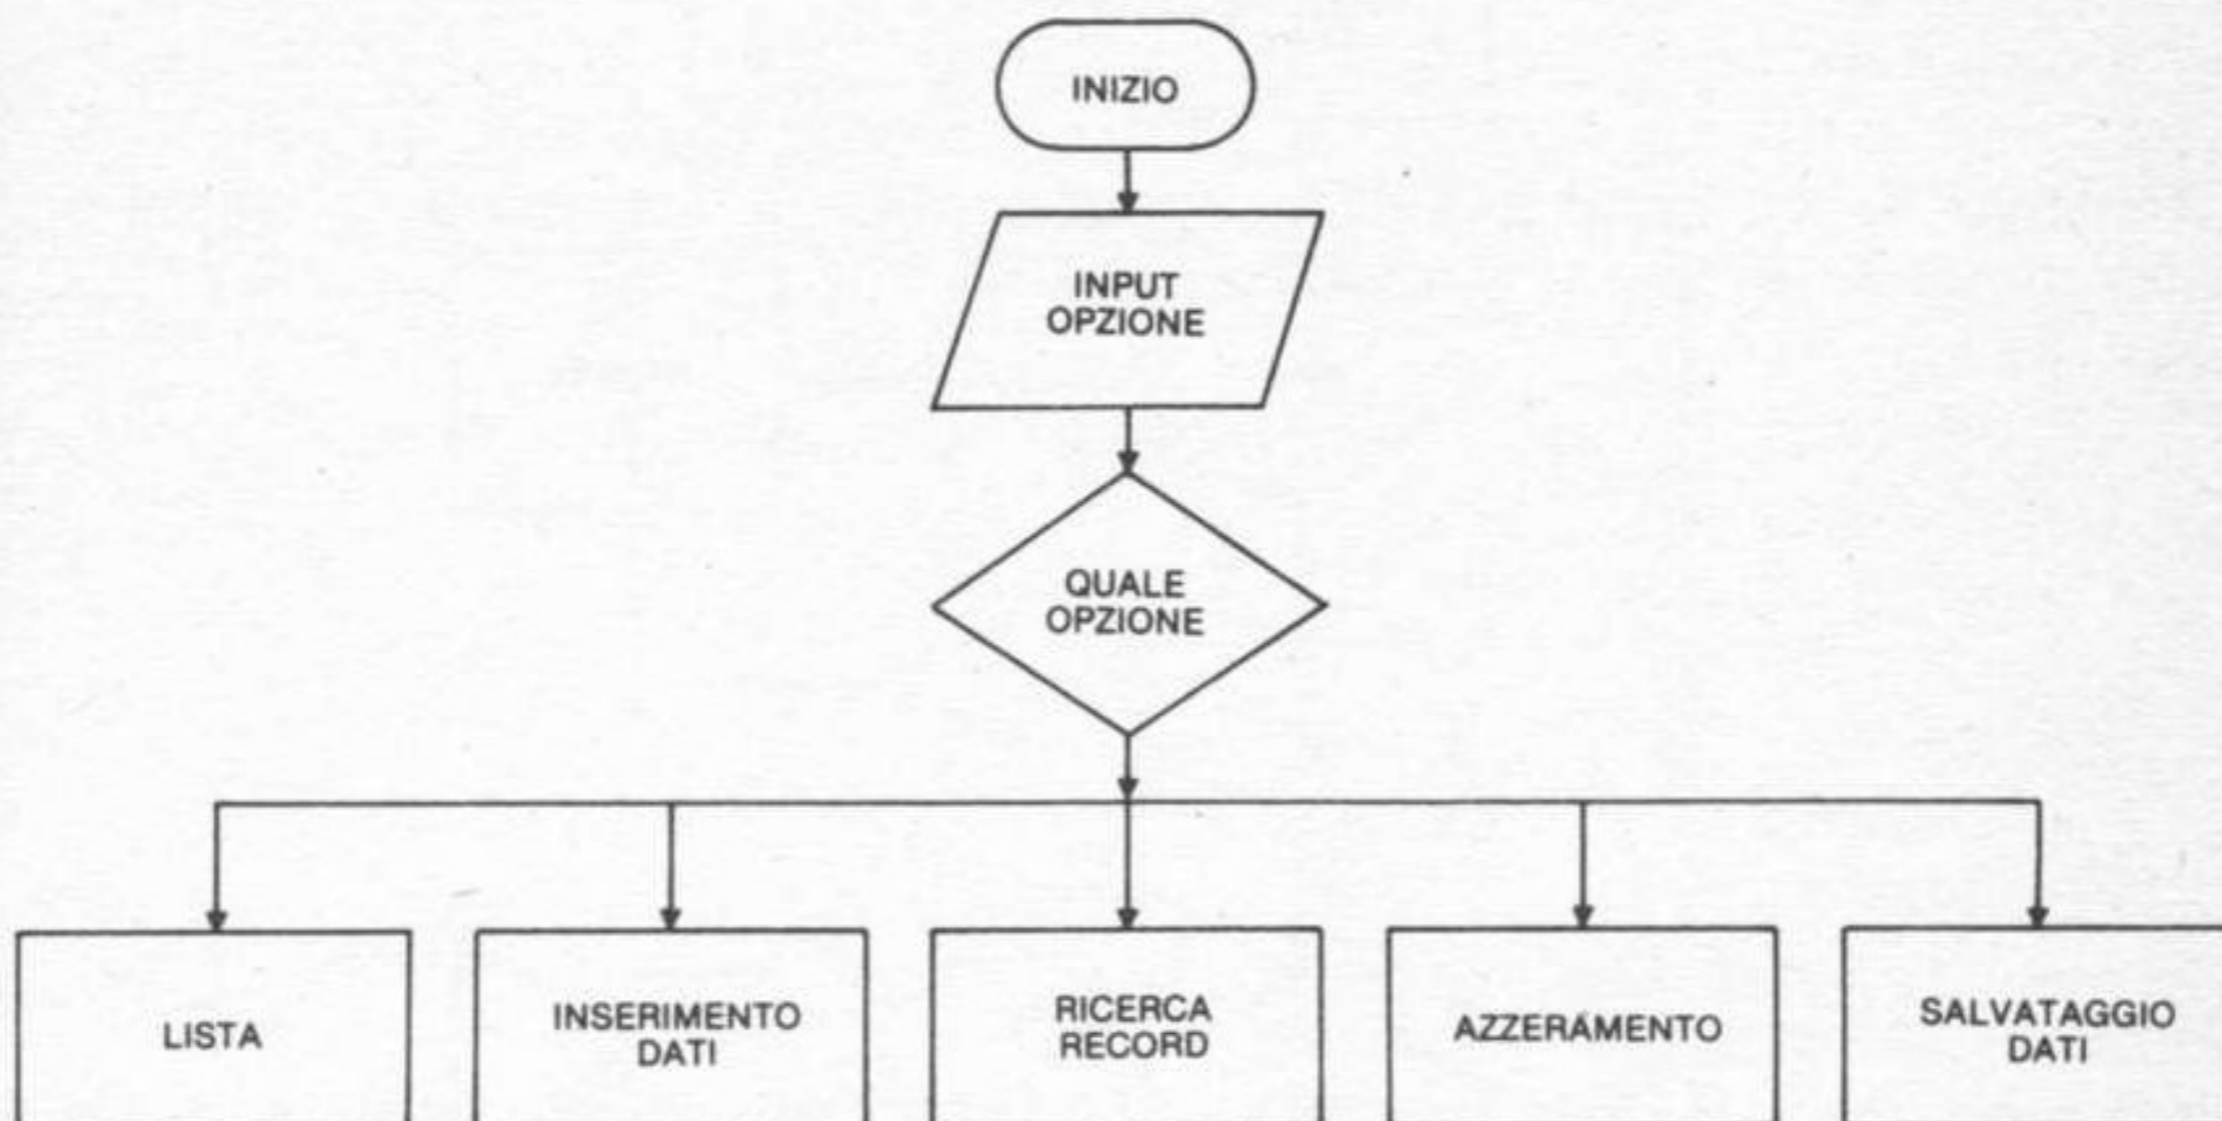 INIZIO
INPUT
OPZIONE
QUALE
OPZIONE
LISTA
INSERIMENTO
DATI
RICERCA
RECORD
AZZERAMENTO
SALVATAGGIO
DATI